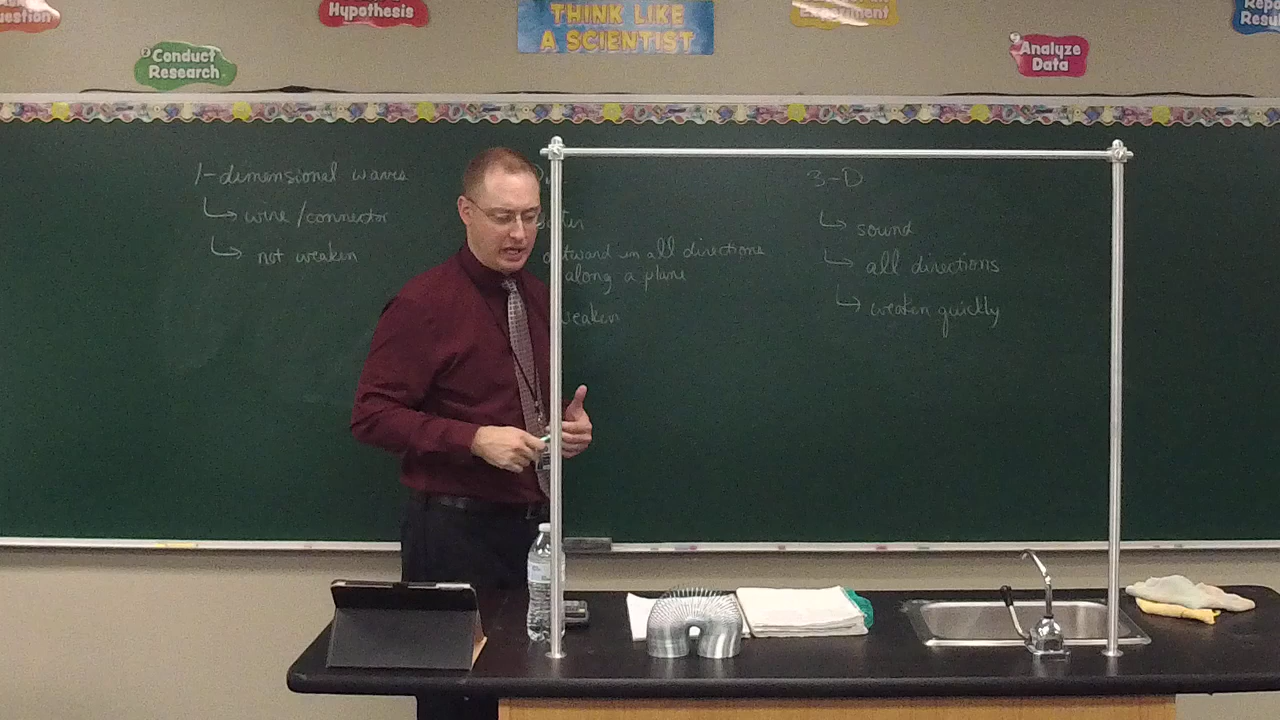 Hypothesis
THINK LIKE
A SCIENTIST
Experiment
Conduct
Research
Analyze
Data
1-dimensional waves
↳ wire/connector
↳ not weaken
outward in all directions
along a plane
weaken
3-D
↳ sound
↳ all directions
↳ weaken quickly